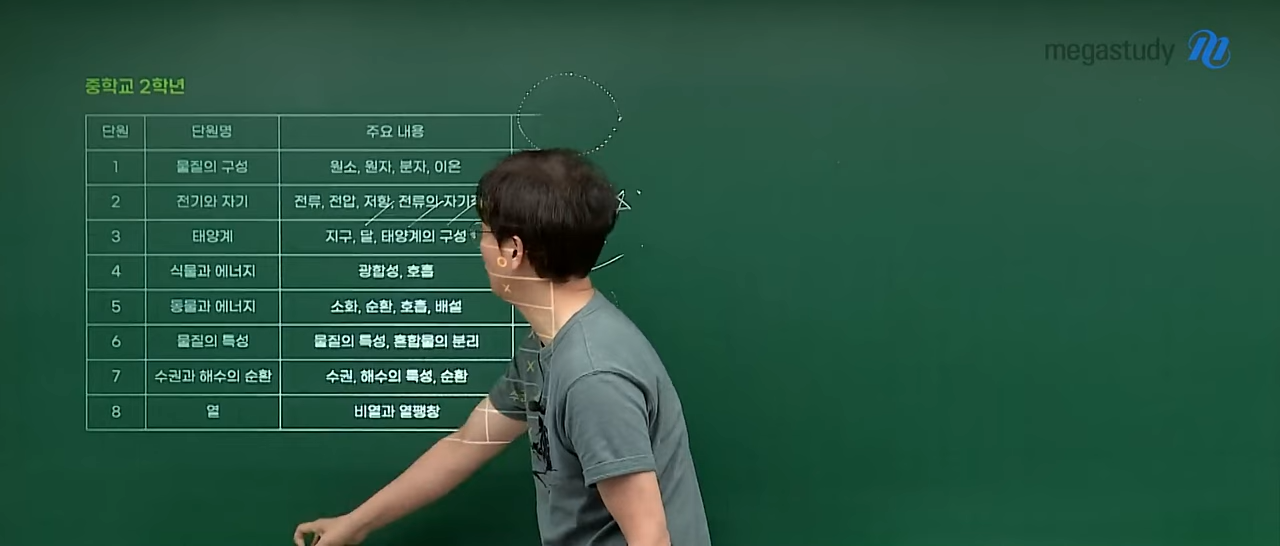 megastudy
중학교 2학년
단원 단원명 주요 내용
1 물질의 구성 원소, 원자, 분자, 이온
2 전기와 자기 전류, 전압, 저항, 전류의 자기
3 태양계 지구, 달, 태양계의 구성
4 식물과 에너지 광합성, 호흡
5 동물과 에너지 소화, 순환, 호흡, 배설
6 물질의 특성 물질의 특성, 혼합물의 분리
7 수권과 해수의 순환 수권, 해수의 특성, 순환
8 열 비열과 열팽창